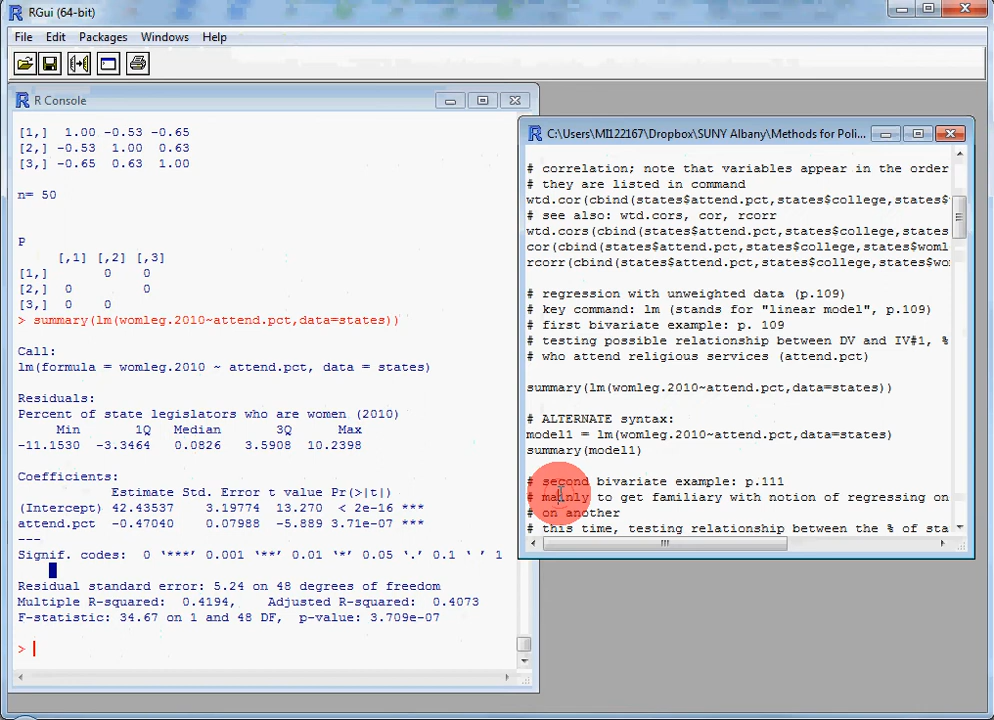 RGui (64-bit)
File Edit Packages Windows Help
R Console
[1,]  1.00 -0.53 -0.65
[2,] -0.53  1.00  0.63
[3,] -0.65  0.63  1.00
n= 50
P
     [,1] [,2] [,3]
[1,]       0    0
[2,]  0         0
[3,]  0    0
> summary(lm(womleg.2010~attend.pct,data=states))
Call:
lm(formula = womleg.2010 ~ attend.pct, data = states)
Residuals:
Percent of state legislators who are women (2010)
     Min       1Q   Median       3Q      Max
-11.1530  -3.3464   0.0826   3.5908  10.2398
Coefficients:
            Estimate Std. Error t value Pr(>|t|)
(Intercept) 42.43537    3.19774  13.270  < 2e-16 ***
attend.pct  -0.47040    0.07988  -5.889 3.71e-07 ***
---
Signif. codes:  0 ‘***’ 0.001 ‘**’ 0.01 ‘*’ 0.05 ‘.’ 0.1 ‘ ’ 1
Residual standard error: 5.24 on 48 degrees of freedom
Multiple R-squared:  0.4194,    Adjusted R-squared:  0.4073
F-statistic: 34.67 on 1 and 48 DF,  p-value: 3.709e-07
>
C:\Users\MI122167\Dropbox\SUNY Albany\Methods for Poli...
# correlation; note that variables appear in the order
# they are listed in command
wtd.cor(cbind(states$attend.pct,states$college,states$
# see also: wtd.cors, cor, rcorr
wtd.cors(cbind(states$attend.pct,states$college,states
cor(cbind(states$attend.pct,states$college,states$woml
rcorr(cbind(states$attend.pct,states$college,states$wo
# regression with unweighted data (p.109)
# key command: lm (stands for "linear model", p.109)
# first bivariate example: p. 109
# testing possible relationship between DV and IV#1, %
# who attend religious services (attend.pct)
summary(lm(womleg.2010~attend.pct,data=states))
# ALTERNATE syntax:
model1 = lm(womleg.2010~attend.pct,data=states)
summary(model1)
# second bivariate example: p.111
# mainly to get familiary with notion of regressing on
# on another
# this time, testing relationship between the % of sta